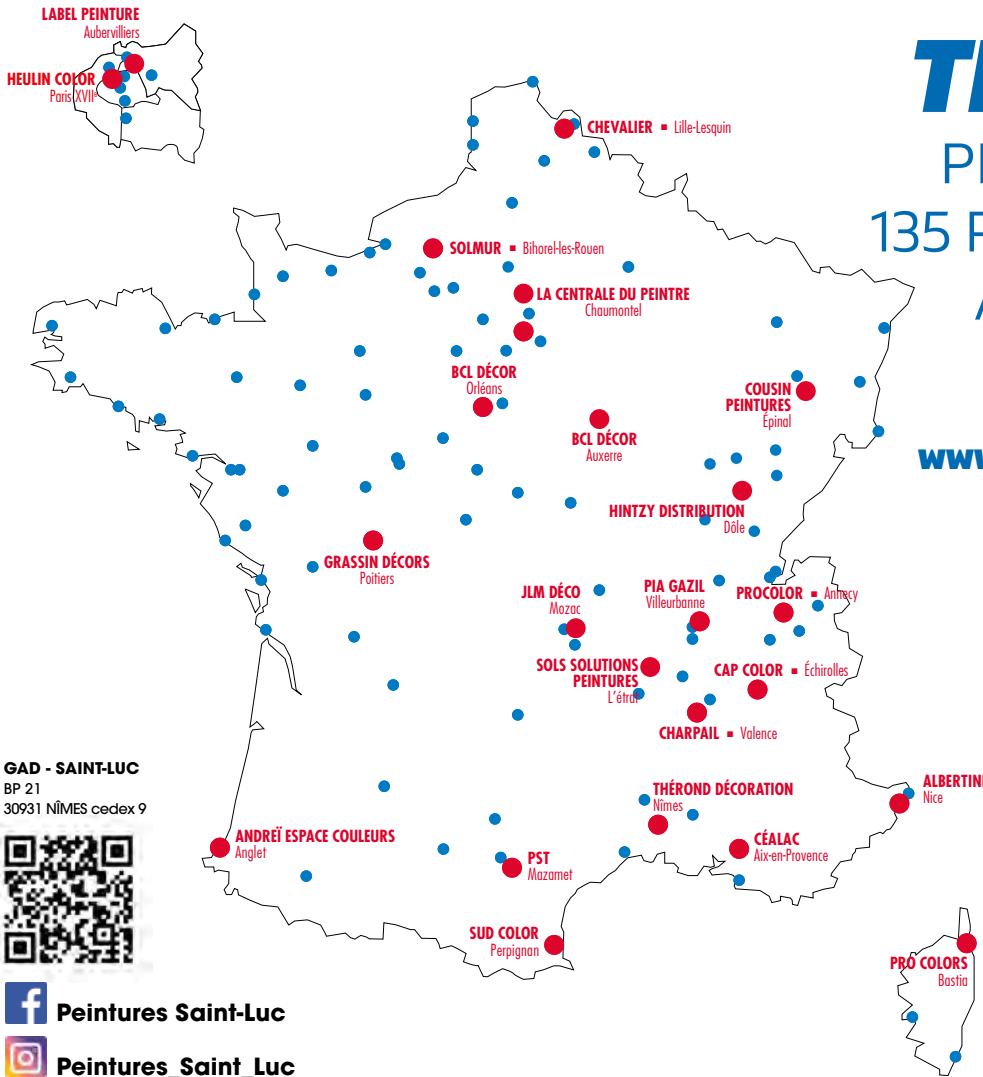 LABEL PEINTURE
Aubervilliers
HEULIN COLOR
Paris XVIIe
CHEVALIER ▪ Lille-Lesquin
SOLMUR ▪ Bihorel-les-Rouen
135
LA CENTRALE DU PEINTRE
Chaumontel
BCL DÉCOR
Orléans
BCL DÉCOR
Auxerre
COUSIN
PEINTURES
Épinal
www
HINTZY DISTRIBUTION
Dôle
GRASSIN DÉCORS
Poitiers
JLM DÉCO
Mozac
PIA GAZIL
Villeurbanne
PROCOLOR ▪ Annecy
SOLS SOLUTIONS
PEINTURES
L'étrat
CAP COLOR ▪ Échirolles
CHARPAIL ▪ Valence
GAD - SAINT-LUC
BP 21
30931 NÎMES cedex 9
THÉROND DÉCORATION
Nîmes
ALBERTIN
Nice
ANDREÏ ESPACE COULEURS
Anglet
CÉALAC
Aix-en-Provence
PST
Mazamet
SUD COLOR
Perpignan
PRO COLORS
Bastia
Peintures Saint-Luc
Peintures_Saint_Luc